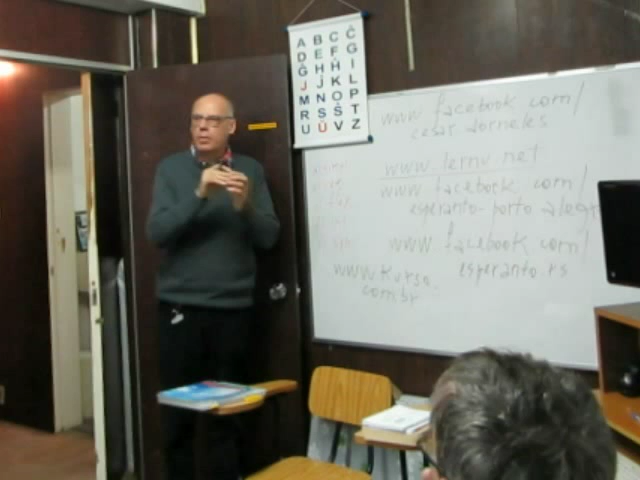 A B C Ĉ
D E F G
Ĝ H Ĥ I
J Ĵ K L
M N O P
R S Ŝ T
U Ŭ V Z
www. facebook com/
cesar dorneles
www.lernu.net
www facebook com/
esperanto-porto alegr
www facebook com/
esperanto.rs
www.kurso.
com.br